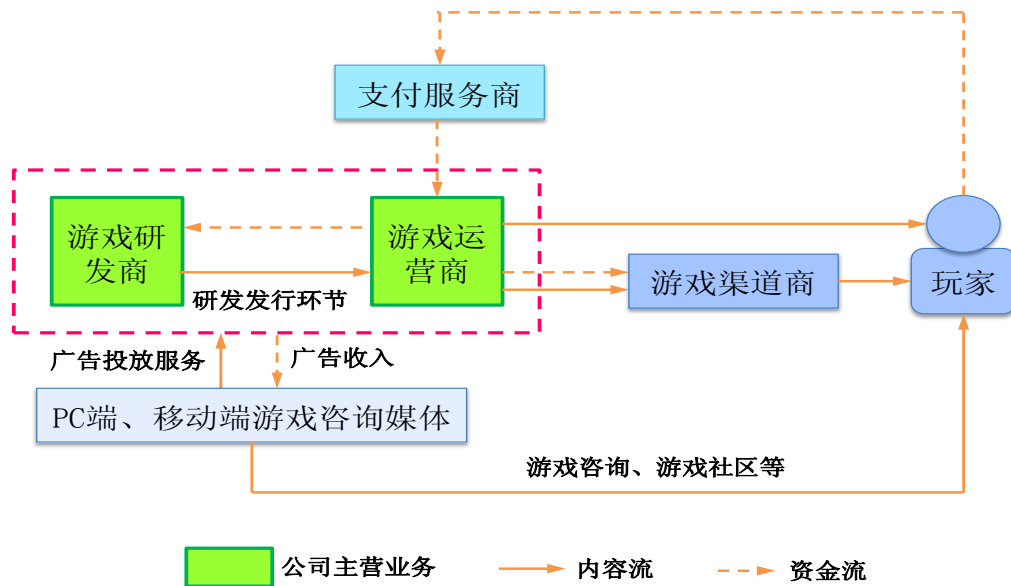 支付服务商
游戏研
发商
游戏运
营商
研发发行环节
游戏渠道商
玩家
广告投放服务
广告收入
PC端、移动端游戏咨询媒体
游戏咨询、游戏社区等
公司主营业务
内容流
资金流